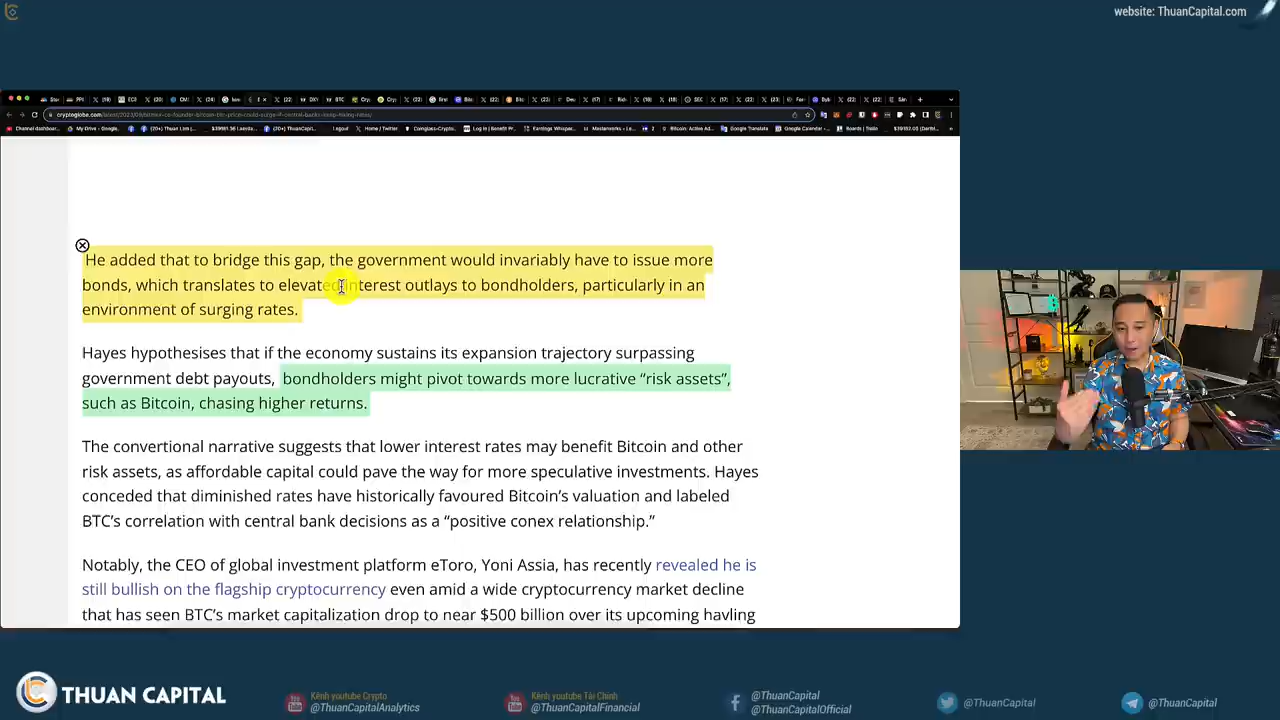 website: ThuanCapital.com
He added that to bridge this gap, the government would invariably have to issue more
bonds, which translates to elevated interest outlays to bondholders, particularly in an
environment of surging rates.
Hayes hypothesises that if the economy sustains its expansion trajectory surpassing
government debt payouts, bondholders might pivot towards more lucrative “risk assets”,
such as Bitcoin, chasing higher returns.
The convertional narrative suggests that lower interest rates may benefit Bitcoin and other
risk assets, as affordable capital could pave the way for more speculative investments. Hayes
conceded that diminished rates have historically favoured Bitcoin’s valuation and labeled
BTC’s correlation with central bank decisions as a “positive conex relationship.”
Notably, the CEO of global investment platform eToro, Yoni Assia, has recently revealed he is
still bullish on the flagship cryptocurrency even amid a wide cryptocurrency market decline
that has seen BTC’s market capitalization drop to near $500 billion over its upcoming havling
THUAN CAPITAL
Kênh youtube Crypto
@ThuanCapitalAnalytics
Kênh youtube Tài Chính
@ThuanCapitalFinancial
@ThuanCapital
@ThuanCapitalOfficial
@ThuanCapital
@ThuanCapital